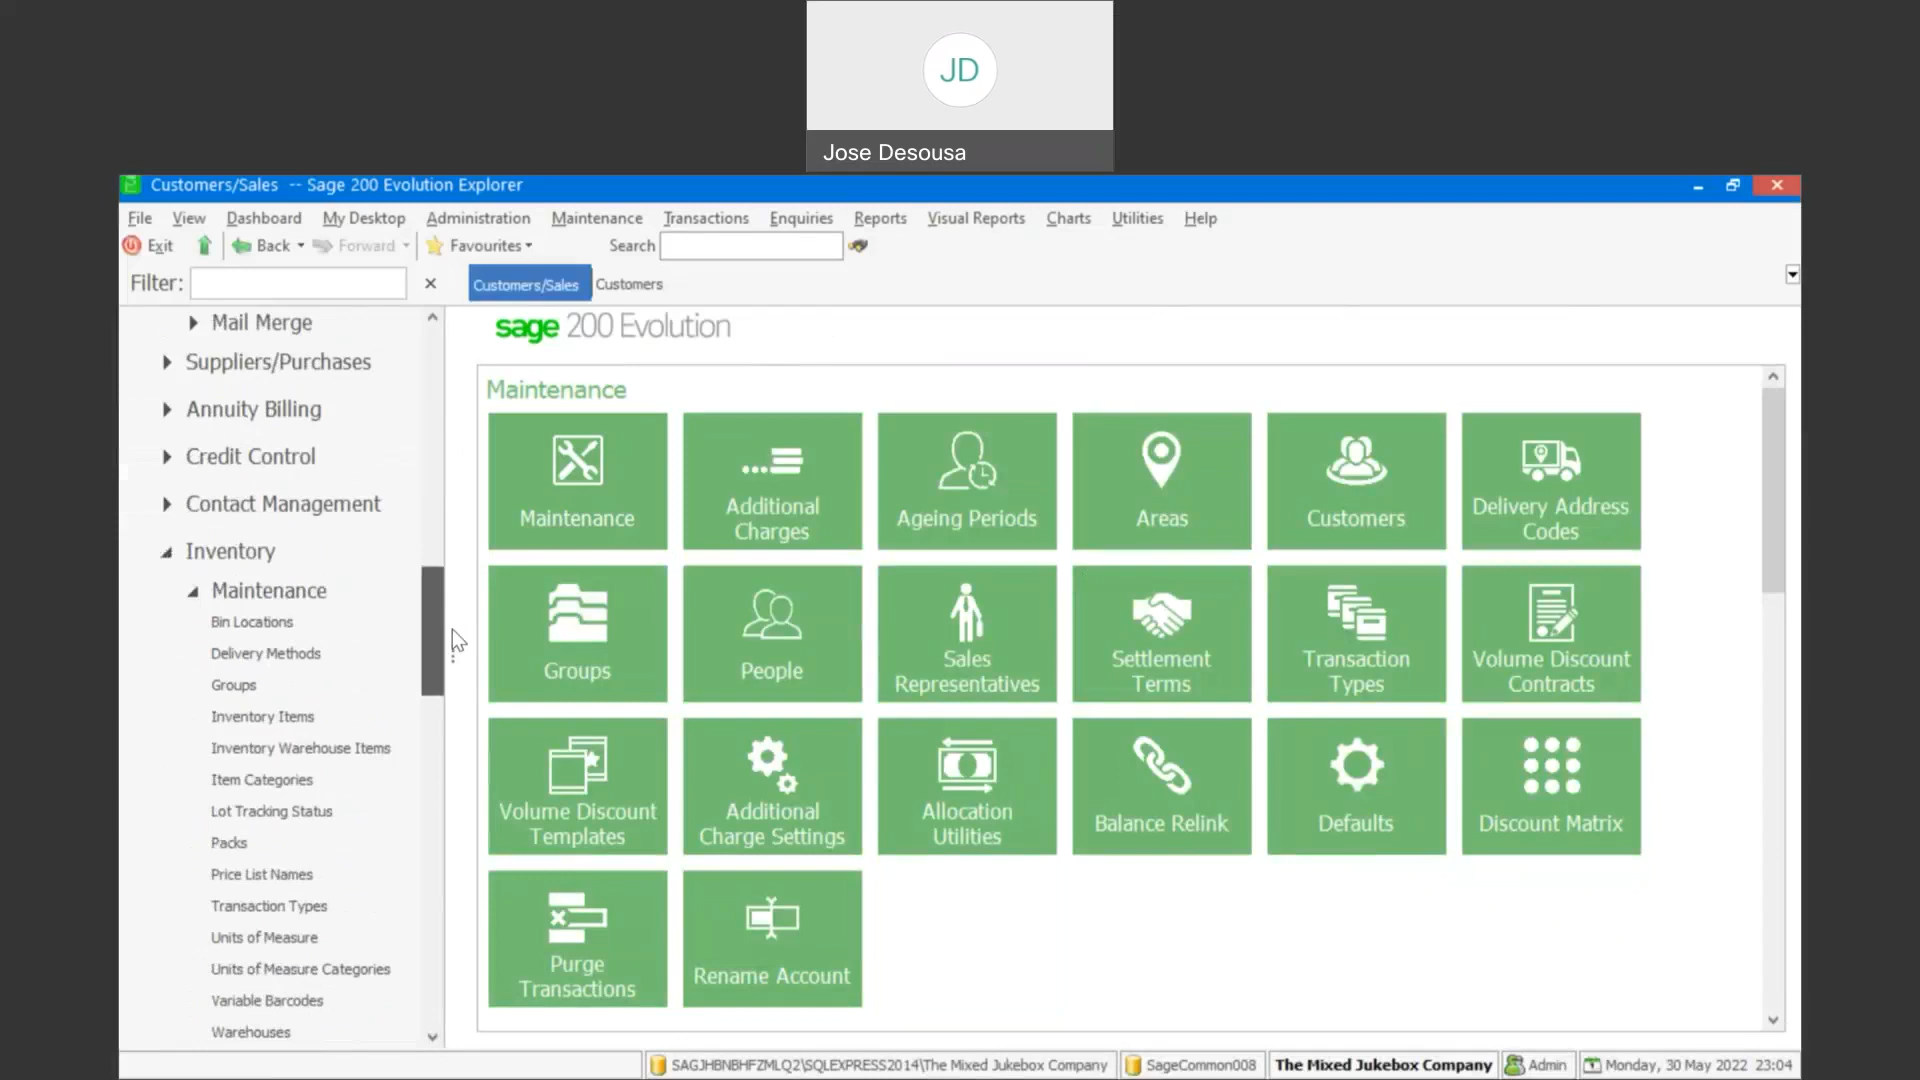 JD
Jose Desousa
Customers/Sales -- Sage 200 Evolution Explorer
File View Dashboard My Desktop Administration Maintenance Transactions Enquiries Reports Visual Reports Charts Utilities Help
Exit Back Forward Favourites Search
Filter: Customers/Sales Customers
Mail Merge
Suppliers/Purchases
Annuity Billing
Credit Control
Contact Management
Inventory
Maintenance
Bin Locations
Delivery Methods
Groups
Inventory Items
Inventory Warehouse Items
Item Categories
Lot Tracking Status
Packs
Price List Names
Transaction Types
Units of Measure
Units of Measure Categories
Variable Barcodes
Warehouses
sage 200 Evolution
Maintenance
Maintenance
Additional
Charges
Ageing Periods
Areas
Customers
Delivery Address
Codes
Groups
People
Sales
Representatives
Settlement
Terms
Transaction
Types
Volume Discount
Contracts
Volume Discount
Templates
Additional
Charge Settings
Allocation
Utilities
Balance Relink
Defaults
Discount Matrix
Purge
Transactions
Rename Account
SAGJHBNBHFZMLQ2\SQLEXPRESS2014\The Mixed Jukebox Company SageCommon008 The Mixed Jukebox Company Admin Monday, 30 May 2022 23:04